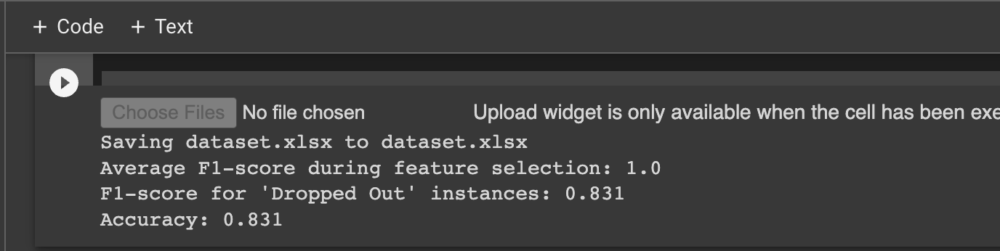 + Code + Text
Choose Files No file chosen Upload widget is only available when the cell has been
Saving dataset.xlsx to dataset.xlsx
Average F1-score during feature selection: 1.0
F1-score for 'Dropped Out' instances: 0.831
Accuracy: 0.831